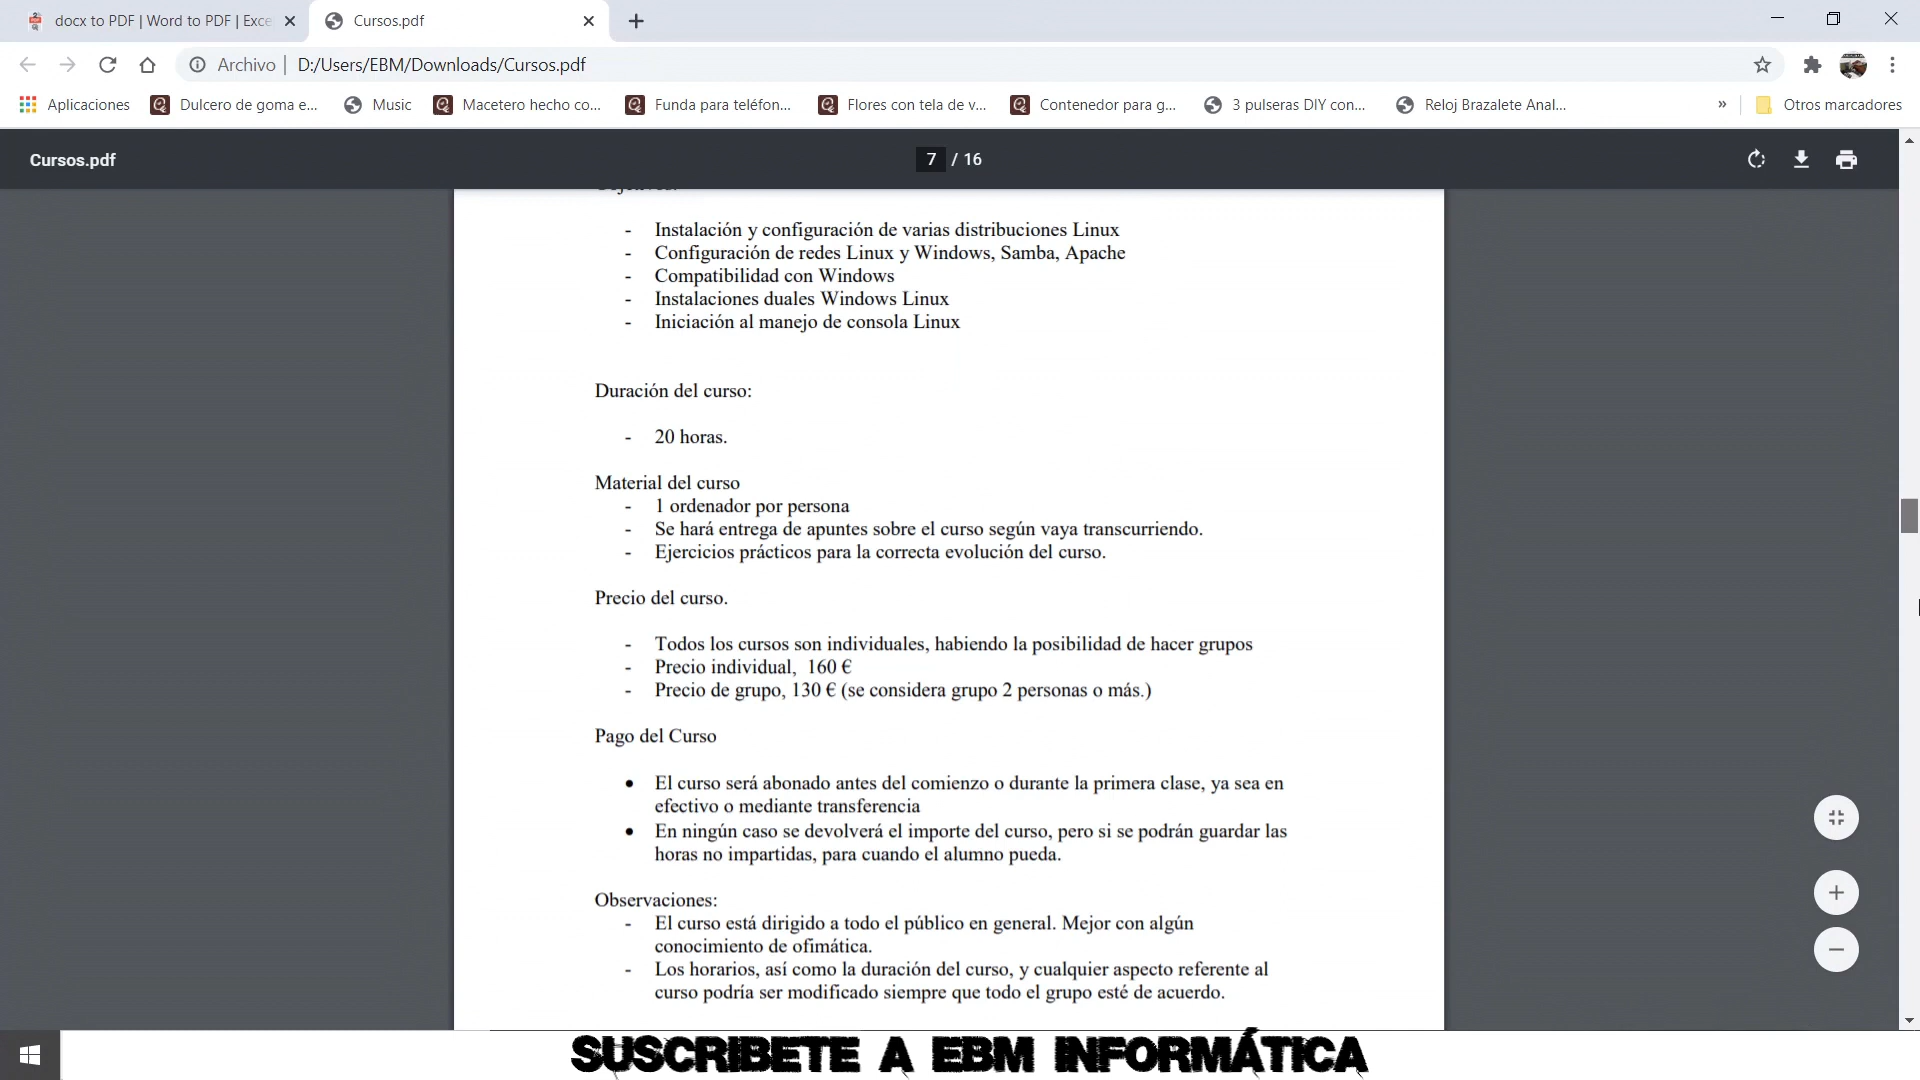 docx to PDF | Word to PDF | Exce
Cursos.pdf
Archivo | D:/Users/EBM/Downloads/Cursos.pdf
Aplicaciones
Dulcero de goma e...
Music
Macetero hecho co...
Funda para teléfon...
Flores con tela de v...
Contenedor para g...
3 pulseras DIY con...
Reloj Brazalete Anal...
»
Otros marcadores
Cursos.pdf
7 / 16
- Instalación y configuración de varias distribuciones Linux
- Configuración de redes Linux y Windows, Samba, Apache
- Compatibilidad con Windows
- Instalaciones duales Windows Linux
- Iniciación al manejo de consola Linux
Duración del curso:
- 20 horas.
Material del curso
- 1 ordenador por persona
- Se hará entrega de apuntes sobre el curso según vaya transcurriendo.
- Ejercicios prácticos para la correcta evolución del curso.
Precio del curso.
- Todos los cursos son individuales, habiendo la posibilidad de hacer grupos
- Precio individual, 160 €
- Precio de grupo, 130 € (se considera grupo 2 personas o más.)
Pago del Curso
• El curso será abonado antes del comienzo o durante la primera clase, ya sea en
efectivo o mediante transferencia
• En ningún caso se devolverá el importe del curso, pero si se podrán guardar las
horas no impartidas, para cuando el alumno pueda.
Observaciones:
- El curso está dirigido a todo el público en general. Mejor con algún
conocimiento de ofimática.
- Los horarios, así como la duración del curso, y cualquier aspecto referente al
curso podría ser modificado siempre que todo el grupo esté de acuerdo.
SUSCRIBETE A EBM INFORMÁTICA